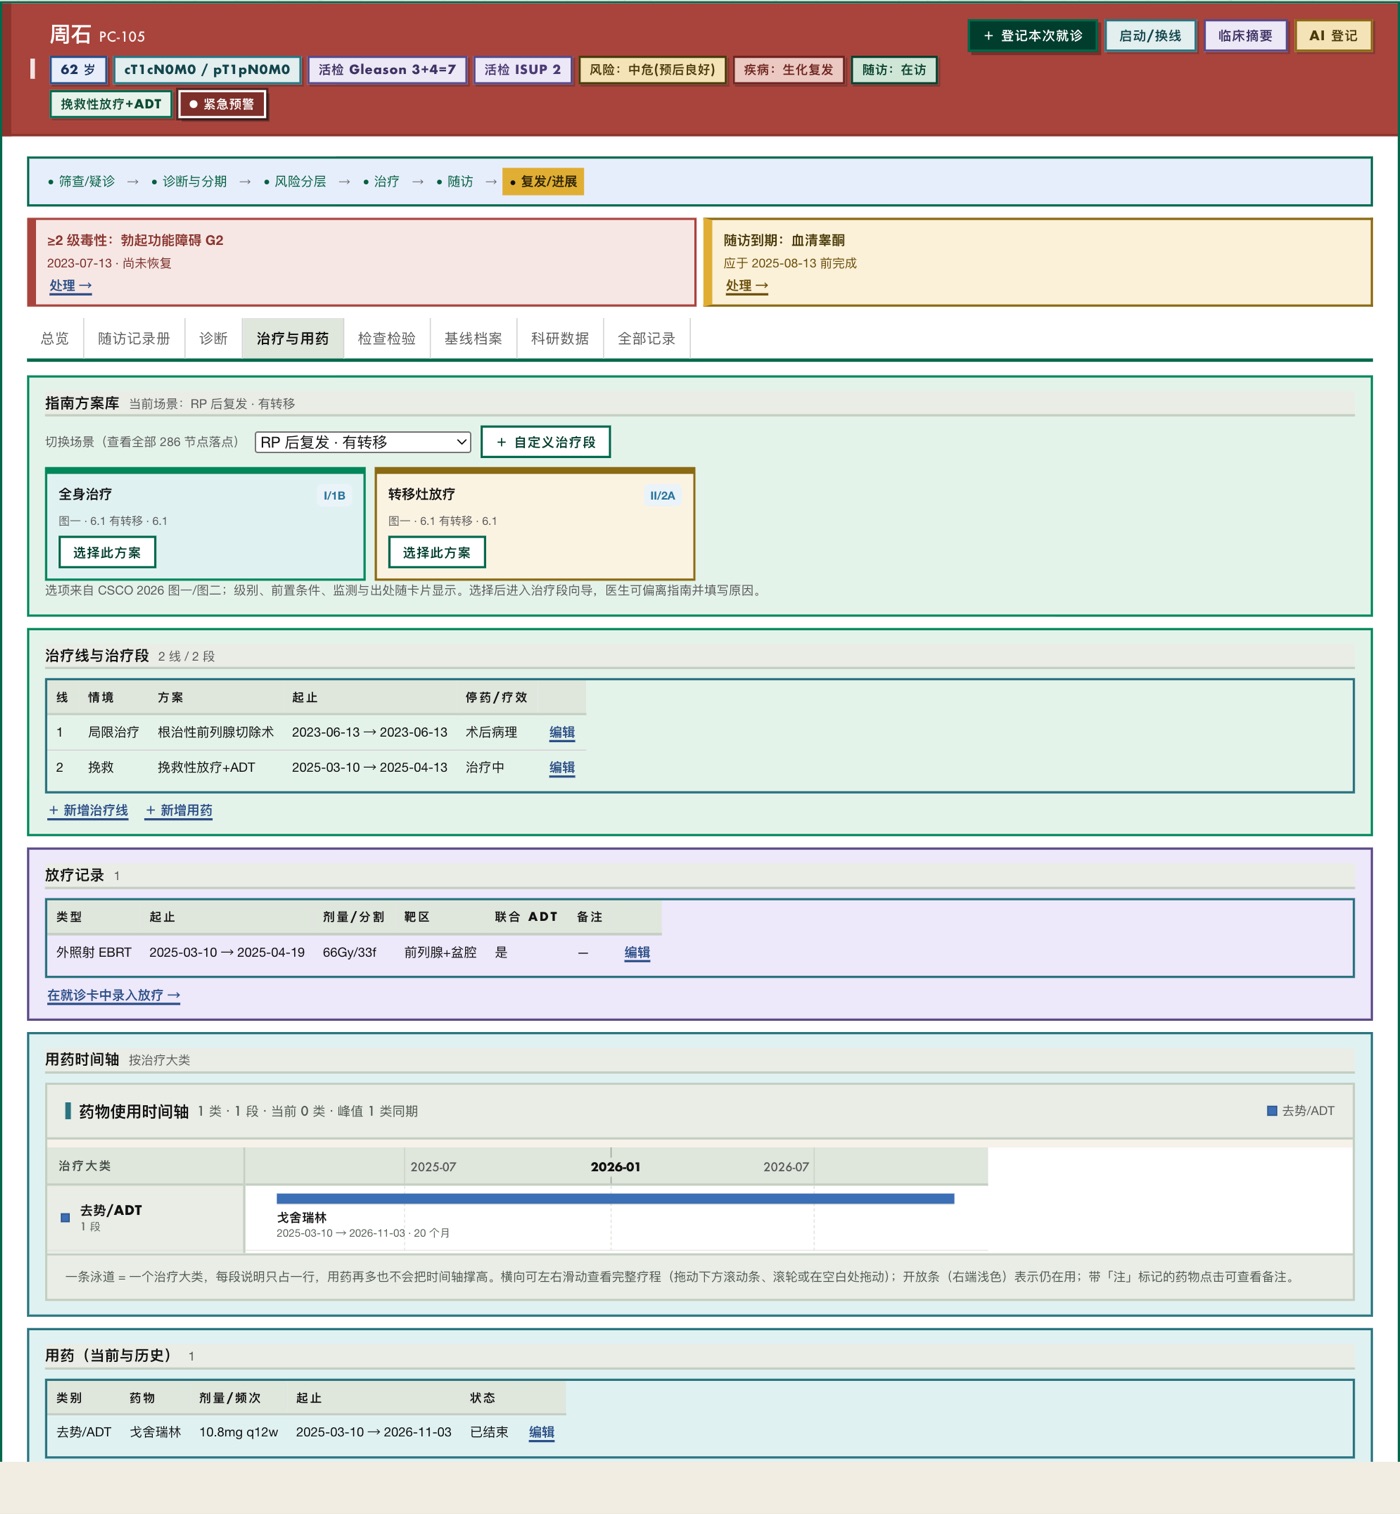 周石 PC-105
＋ 登记本次就诊 启动/换线 临床摘要 AI 登记
62 岁 cT1cN0M0 / pT1pN0M0 活检 Gleason 3+4=7 活检 ISUP 2 风险：中危(预后良好) 疾病：生化复发 随访：在访
挽救性放疗+ADT ● 紧急预警
● 筛查/疑诊 → ● 诊断与分期 → ● 风险分层 → ● 治疗 → ● 随访 → ● 复发/进展
≥2 级毒性：勃起功能障碍 G2
2023-07-13 · 尚未恢复
处理 →
随访到期：血清睾酮
应于 2025-08-13 前完成
处理 →
总览 随访记录册 诊断 治疗与用药 检查检验 基线档案 科研数据 全部记录
指南方案库 当前场景：RP 后复发 · 有转移
切换场景（查看全部 286 节点落点） RP 后复发 · 有转移 ＋ 自定义治疗段
全身治疗 I/1B
图一 · 6.1 有转移 · 6.1
选择此方案
转移灶放疗 II/2A
图一 · 6.1 有转移 · 6.1
选择此方案
选项来自 CSCO 2026 图一/图二；级别、前置条件、监测与出处随卡片显示。选择后进入治疗段向导，医生可偏离指南并填写原因。
治疗线与治疗段 2 线 / 2 段
线 情境 方案 起止 停药/疗效
1 局限治疗 根治性前列腺切除术 2023-06-13 → 2023-06-13 术后病理 编辑
2 挽救 挽救性放疗+ADT 2025-03-10 → 2025-04-13 治疗中 编辑
＋ 新增治疗线 ＋ 新增用药
放疗记录 1
类型 起止 剂量/分割 靶区 联合 ADT 备注
外照射 EBRT 2025-03-10 → 2025-04-19 66Gy/33f 前列腺+盆腔 是 — 编辑
在就诊卡中录入放疗 →
用药时间轴 按治疗大类
药物使用时间轴 1 类 · 1 段 · 当前 0 类 · 峰值 1 类同期 去势/ADT
治疗大类 2025-07 2026-01 2026-07
去势/ADT
1 段
戈舍瑞林
2025-03-10 → 2026-11-03 · 20 个月
一条泳道 = 一个治疗大类，每段说明只占一行，用药再多也不会把时间轴撑高。横向可左右滑动查看完整疗程（拖动下方滚动条、滚轮或在空白处拖动）；开放条（右端浅色）表示仍在用；带「注」标记的药物点击可查看备注。
用药（当前与历史） 1
类别 药物 剂量/频次 起止 状态
去势/ADT 戈舍瑞林 10.8mg q12w 2025-03-10 → 2026-11-03 已结束 编辑